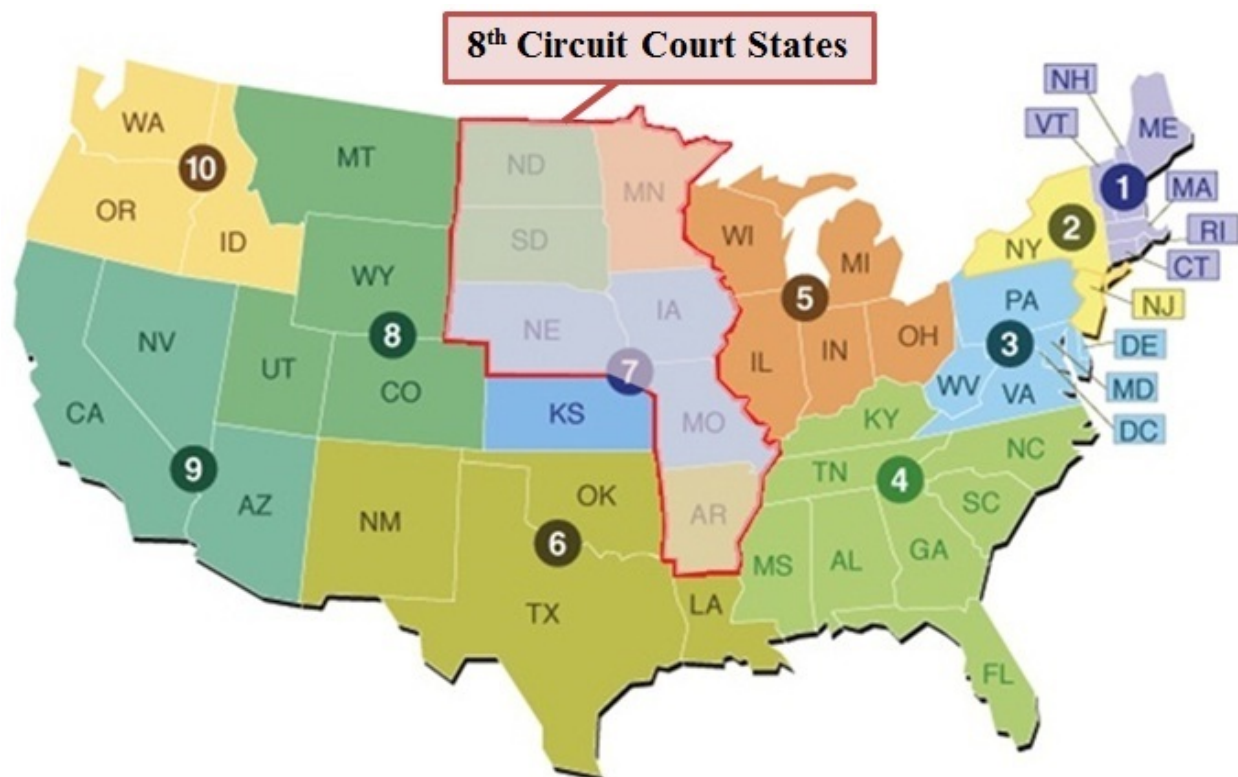 8th Circuit Court States
NH
VT
ME
WA
MT
ND
MN
10
1
MA
OR
ID
SD
WI
MI
2
NY
RI
CT
WY
5
PA
NJ
NV
8
NE
IA
IL
IN
OH
3
DE
UT
CO
7
WV
VA
MD
CA
KS
MO
KY
DC
9
AZ
NM
OK
AR
TN
4
NC
6
SC
MS
AL
GA
TX
LA
FL